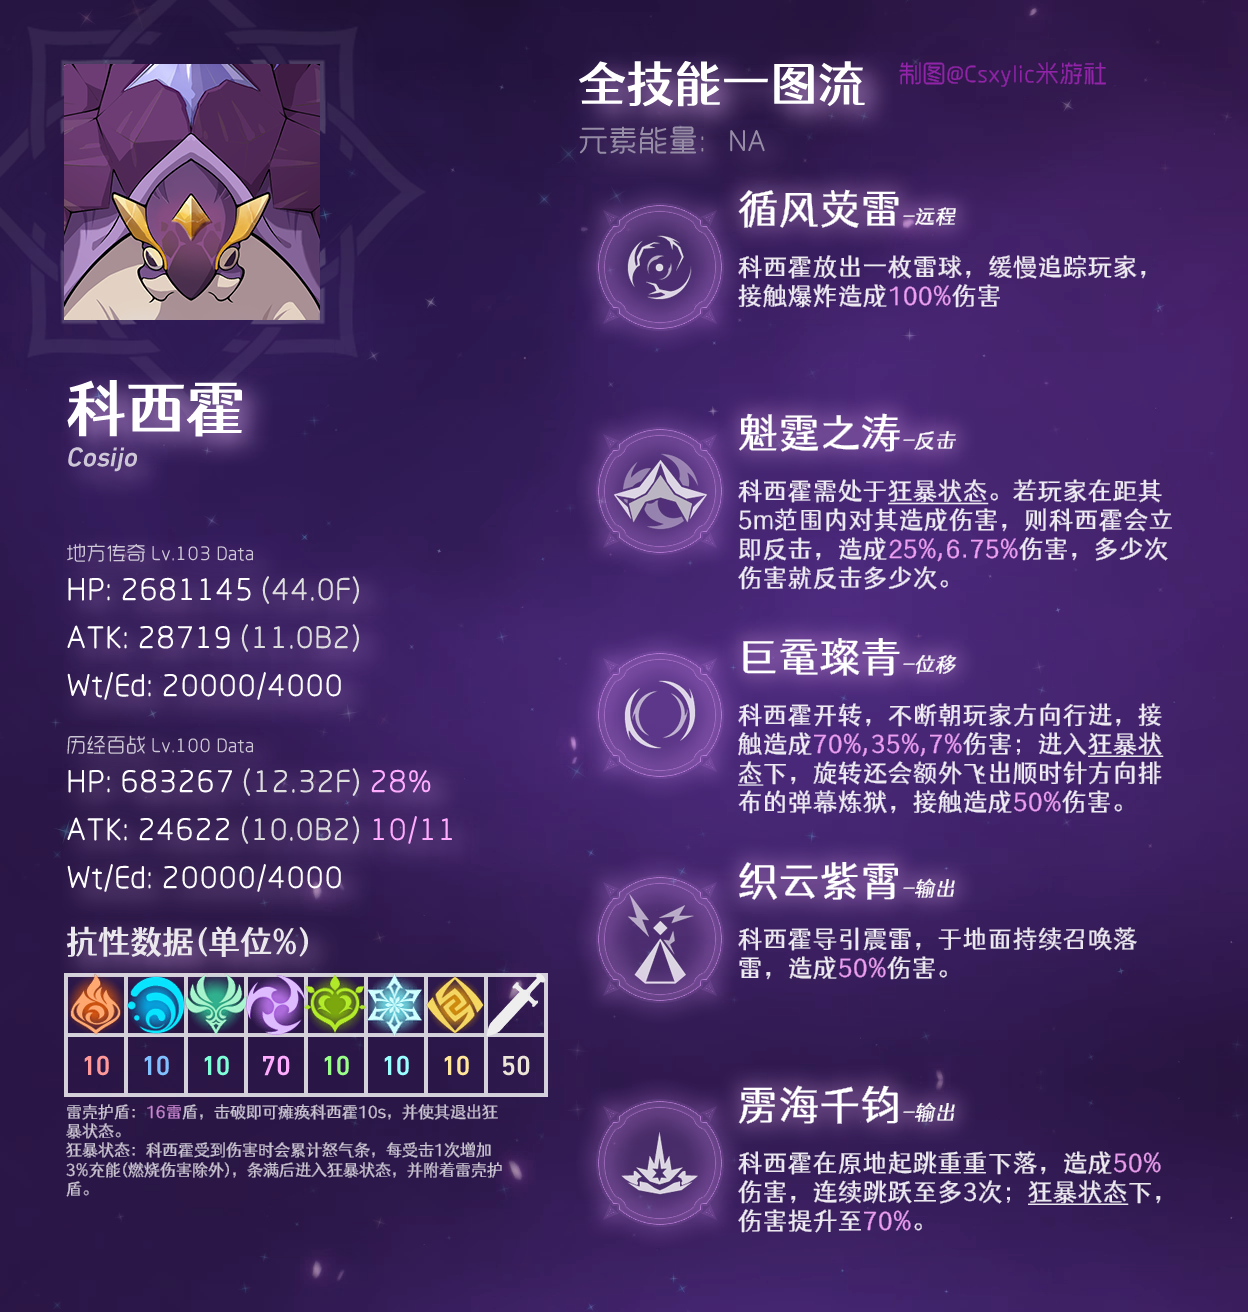 全技能一图流
制图@Csxylic米游社
元素能量: NA
科西霍
Cosijo
地方传奇 Lv.103 Data
HP: 2681145 (44.0F)
ATK: 28719 (11.0B2)
Wt/Ed: 20000/4000
历经百战 Lv.100 Data
HP: 683267 (12.32F) 28%
ATK: 24622 (10.0B2) 10/11
Wt/Ed: 20000/4000
抗性数据(单位%)
10 10 10 70 10 10 10 50
雷壳护盾：16雷盾，击破即可瘫痪科西霍10s，并使其退出狂
暴状态。
狂暴状态：科西霍受到伤害时会累计怒气条，每受击1次增加
3%充能(燃烧伤害除外)，条满后进入狂暴状态，并附着雷壳护
盾。
循风荧雷-远程
科西霍放出一枚雷球，缓慢追踪玩家，
接触爆炸造成100%伤害
魁霆之涛-反击
科西霍需处于狂暴状态。若玩家在距其
5m范围内对其造成伤害，则科西霍会立
即反击，造成25%,6.75%伤害，多少次
伤害就反击多少次。
巨鼋璨青-位移
科西霍开转，不断朝玩家方向行进，接
触造成70%,35%,7%伤害；进入狂暴状
态下，旋转还会额外飞出顺时针方向排
布的弹幕炼狱，接触造成50%伤害。
织云紫霄-输出
科西霍导引震雷，于地面持续召唤落
雷，造成50%伤害。
雳海千钧-输出
科西霍在原地起跳重重下落，造成50%
伤害，连续跳跃至多3次；狂暴状态下，
伤害提升至70%。